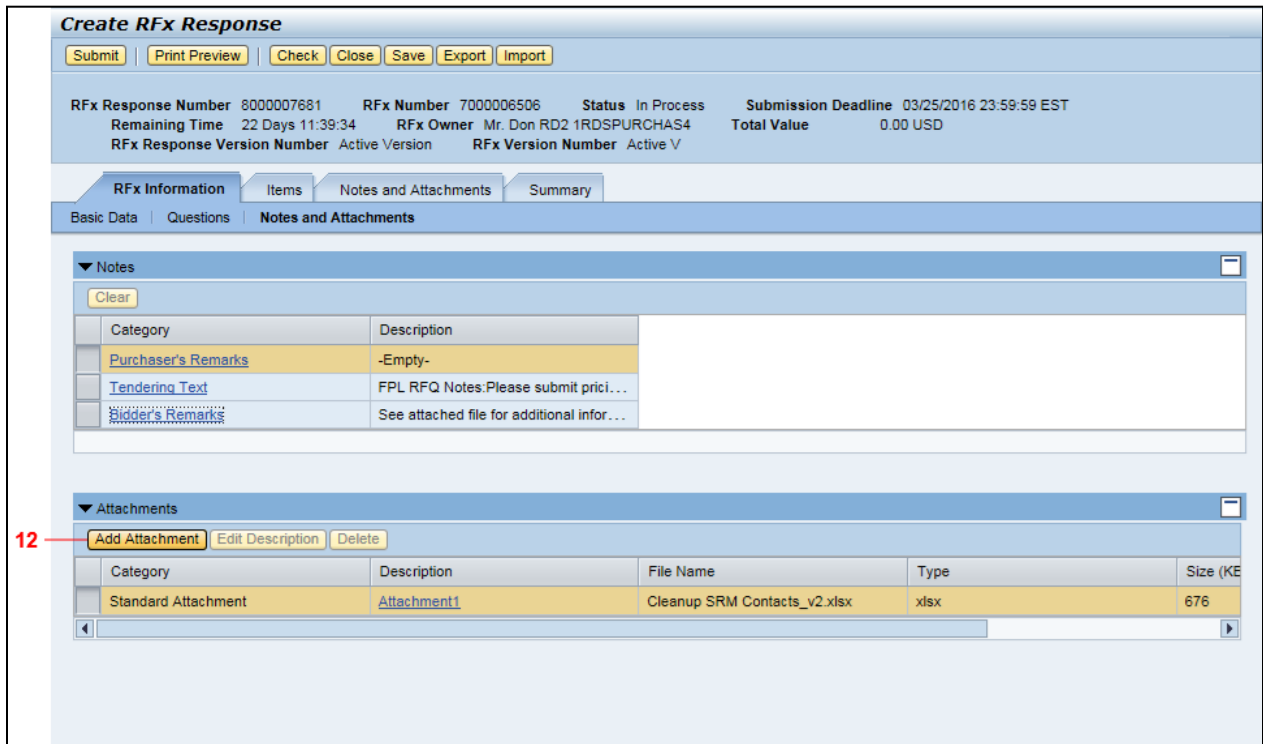 Create RFx Response
Submit Print Preview Check Close Save Export Import
RFx Response Number 8000007681 RFx Number 7000006506 Status In Process Submission Deadline 03/25/2016 23:59:59 EST
Remaining Time 22 Days 11:39:34 RFx Owner Mr. Don RD2 1RDSPURCHAS4 Total Value 0.00 USD
RFx Response Version Number Active Version RFx Version Number Active V
RFx Information Items Notes and Attachments Summary
Basic Data Questions Notes and Attachments
Notes
Clear
Category Description
Purchaser's Remarks -Empty-
Tendering Text FPL RFQ Notes:Please submit prici...
Bidder's Remarks See attached file for additional infor...
Attachments
12 Add Attachment Edit Description Delete
Category Description File Name Type Size (KE
Standard Attachment Attachment1 Cleanup SRM Contacts_v2.xlsx xlsx 676